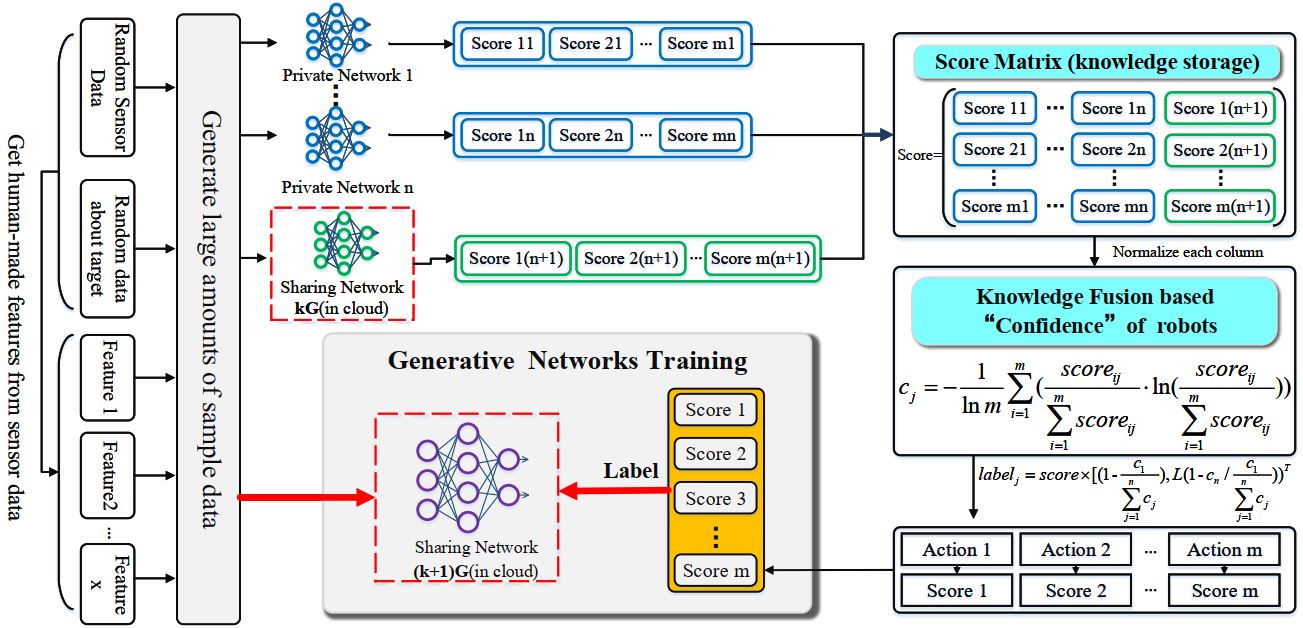 Get human-made features from sensor data
Random Sensor
Data
Random data
about target
Feature 1
Feature2
...
Feature
x
Generate large amounts of sample data
Private Network 1
Private Network n
Sharing Network
kG(in cloud)
Score 11 Score 21 ... Score m1
Score 1n Score 2n ... Score mn
Score 1(n+1) Score 2(n+1) ... Score m(n+1)
Score Matrix (knowledge storage)
Score=
Score 11 ... Score 1n Score 1(n+1)
Score 21 ... Score 2n Score 2(n+1)
Score m1 ... Score mn Score m(n+1)
Normalize each column
Knowledge Fusion based
“Confidence” of robots
c_j = -\frac{1}{\ln m}\sum_{i=1}^{m}(\frac{score_{ij}}{\sum_{i=1}^{m} score_{ij}}·\ln(\frac{score_{ij}}{\sum_{i=1}^{m} score_{ij}}))
label_j = score×[(1-\frac{c_1}{\sum_{j=1}^{n} c_j}), L(1-c_n / \frac{c_1}{\sum_{j=1}^{n} c_j})^T
Action 1 Action 2 ... Action m
Score 1 Score 2 ... Score m
Generative Networks Training
Score 1
Score 2
Score 3
Score m
Label
Sharing Network
(k+1)G(in cloud)